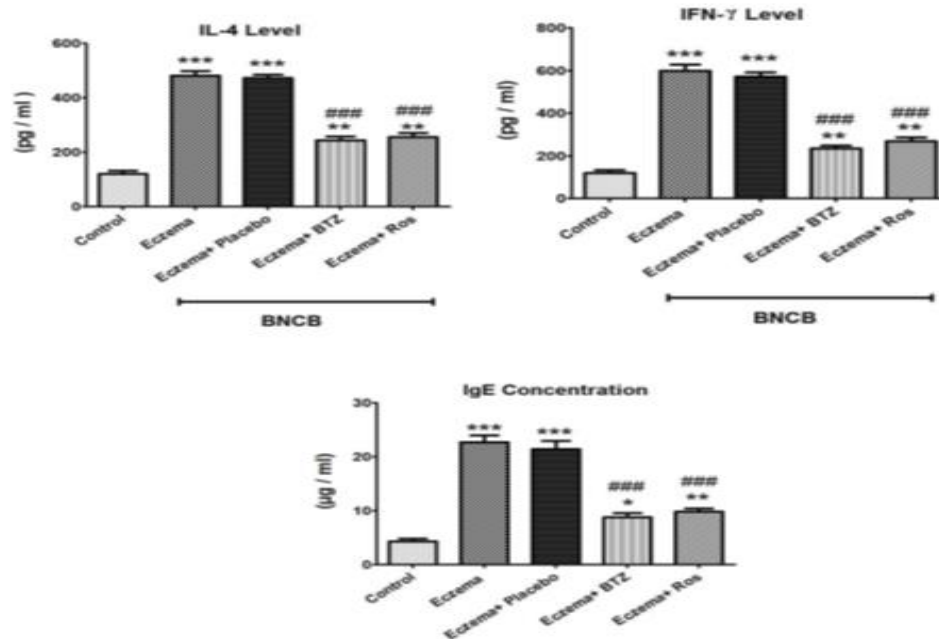 IL-4 Level
(pg / ml)
600
400
200
0
***
***
###
**
###
**
Control
Eczema
Eczema+ Placebo
Eczema+ BTZ
Eczema+ Ros
BNCB
IFN-γ Level
(pg / ml)
800
600
400
200
0
***
***
###
**
###
**
Control
Eczema
Eczema+ Placebo
Eczema+ BTZ
Eczema+ Ros
BNCB
IgE Concentration
(µg / ml)
30
20
10
0
***
***
###
*
###
**
Control
Eczema
Eczema+ Placebo
Eczema+ BTZ
Eczema+ Ros